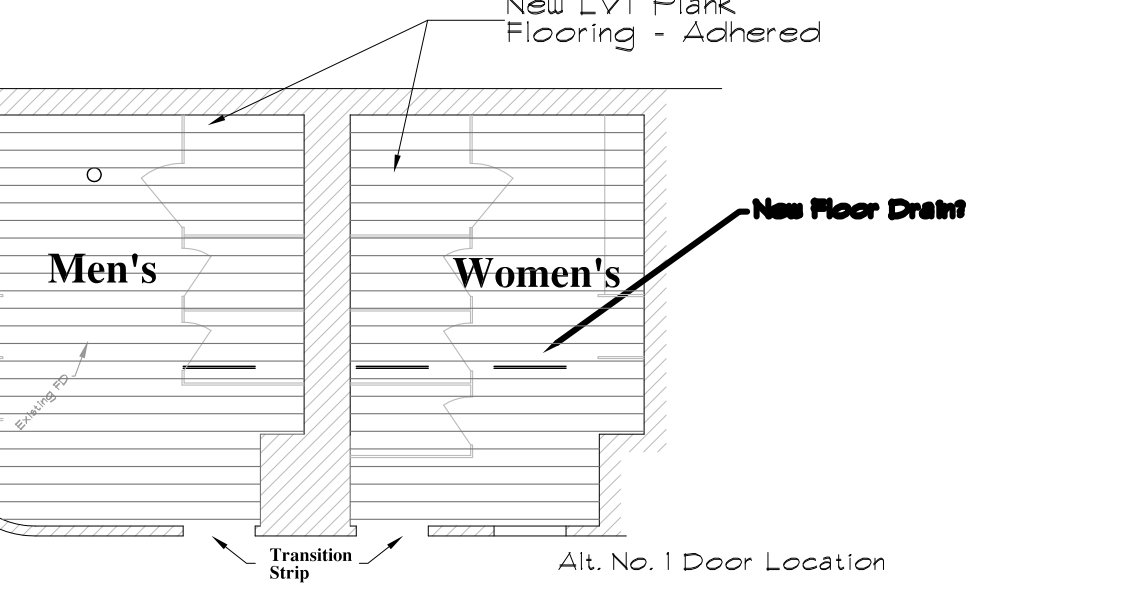 New LVT Plank
Flooring - Adhered
New Floor Drain?
Men's
Women's
Existing FD
Transition
Strip
Alt. No. 1 Door Location